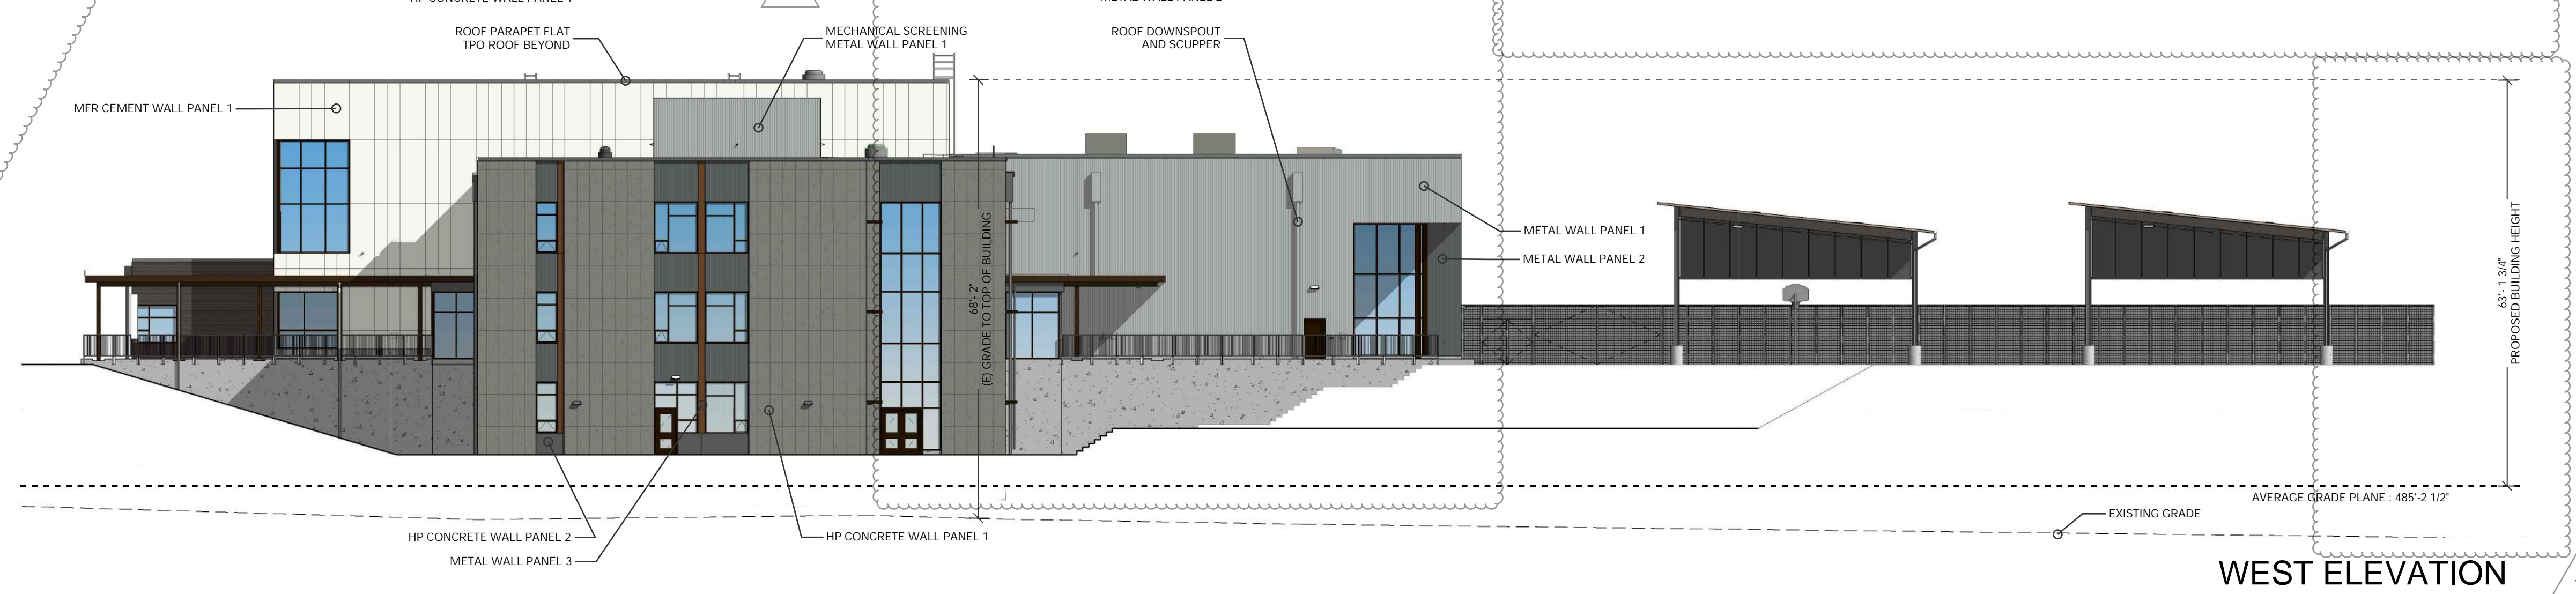 ROOF PARAPET FLAT
TPO ROOF BEYOND
MECHANICAL SCREENING
METAL WALL PANEL 1
ROOF DOWNSPOUT
AND SCUPPER
MFR CEMENT WALL PANEL 1
METAL WALL PANEL 1
METAL WALL PANEL 2
68'- 2"
(E) GRADE TO TOP OF BUILDING
63'- 1 3/4"
PROPOSED BUILDING HEIGHT
AVERAGE GRADE PLANE : 485'-2 1/2"
EXISTING GRADE
HP CONCRETE WALL PANEL 2
HP CONCRETE WALL PANEL 1
METAL WALL PANEL 3
WEST ELEVATION